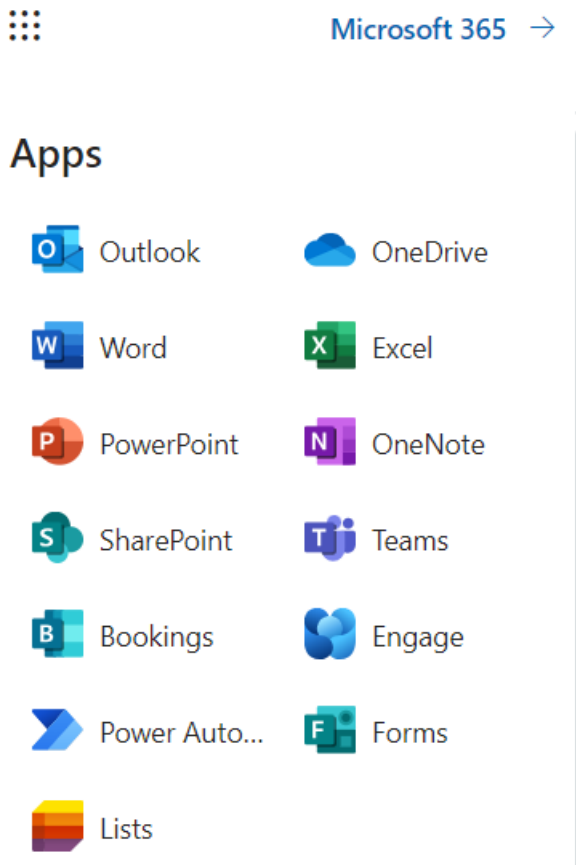 Microsoft 365 →
Apps
Outlook
OneDrive
Word
Excel
PowerPoint
OneNote
SharePoint
Teams
Bookings
Engage
Power Auto...
Forms
Lists